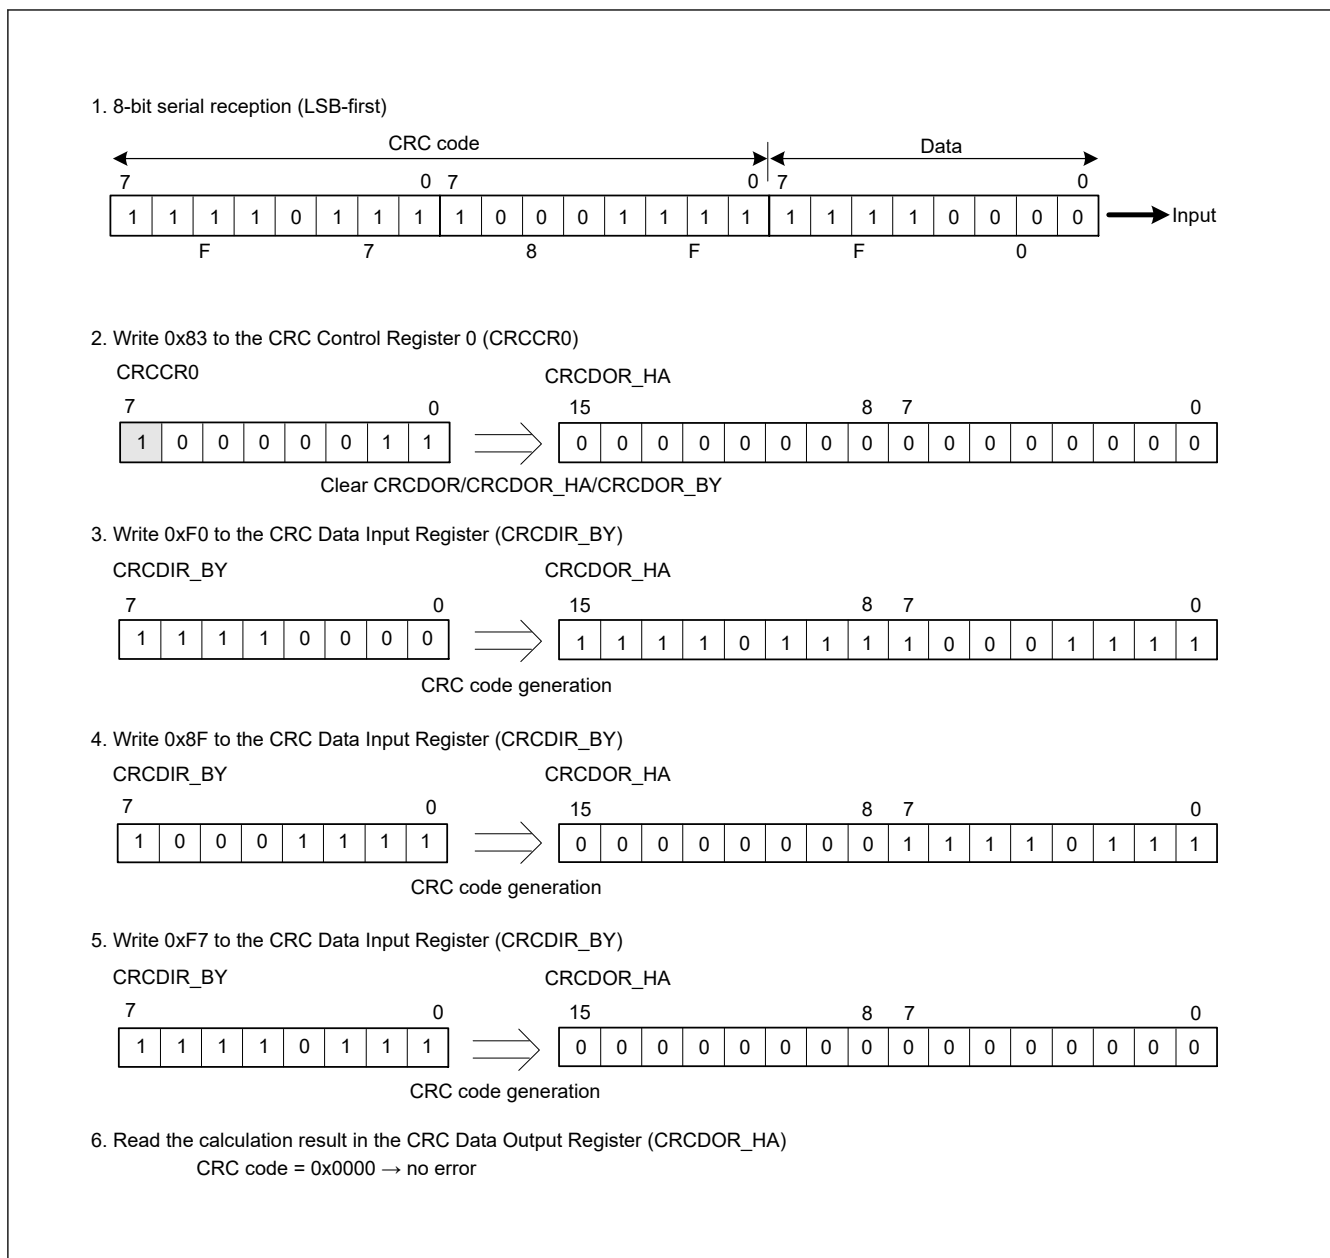 1. 8-bit serial reception (LSB-first)
CRC code Data
7 0 7 0 7 0
1 1 1 1 0 1 1 1 1 0 0 0 1 1 1 1 1 1 1 1 0 0 0 0 Input
F 7 8 F F 0
2. Write 0x83 to the CRC Control Register 0 (CRCCR0)
CRCCR0 CRCDOR_HA
7 0 15 8 7 0
1 0 0 0 0 0 1 1 0 0 0 0 0 0 0 0 0 0 0 0 0 0 0 0
Clear CRCDOR/CRCDOR_HA/CRCDOR_BY
3. Write 0xF0 to the CRC Data Input Register (CRCDIR_BY)
CRCDIR_BY CRCDOR_HA
7 0 15 8 7 0
1 1 1 1 0 0 0 0 1 1 1 1 0 1 1 1 1 0 0 0 1 1 1 1
CRC code generation
4. Write 0x8F to the CRC Data Input Register (CRCDIR_BY)
CRCDIR_BY CRCDOR_HA
7 0 15 8 7 0
1 0 0 0 1 1 1 1 0 0 0 0 0 0 0 0 1 1 1 1 0 1 1 1
CRC code generation
5. Write 0xF7 to the CRC Data Input Register (CRCDIR_BY)
CRCDIR_BY CRCDOR_HA
7 0 15 8 7 0
1 1 1 1 0 1 1 1 0 0 0 0 0 0 0 0 0 0 0 0 0 0 0 0
CRC code generation
6. Read the calculation result in the CRC Data Output Register (CRCDOR_HA)
CRC code = 0x0000 → no error